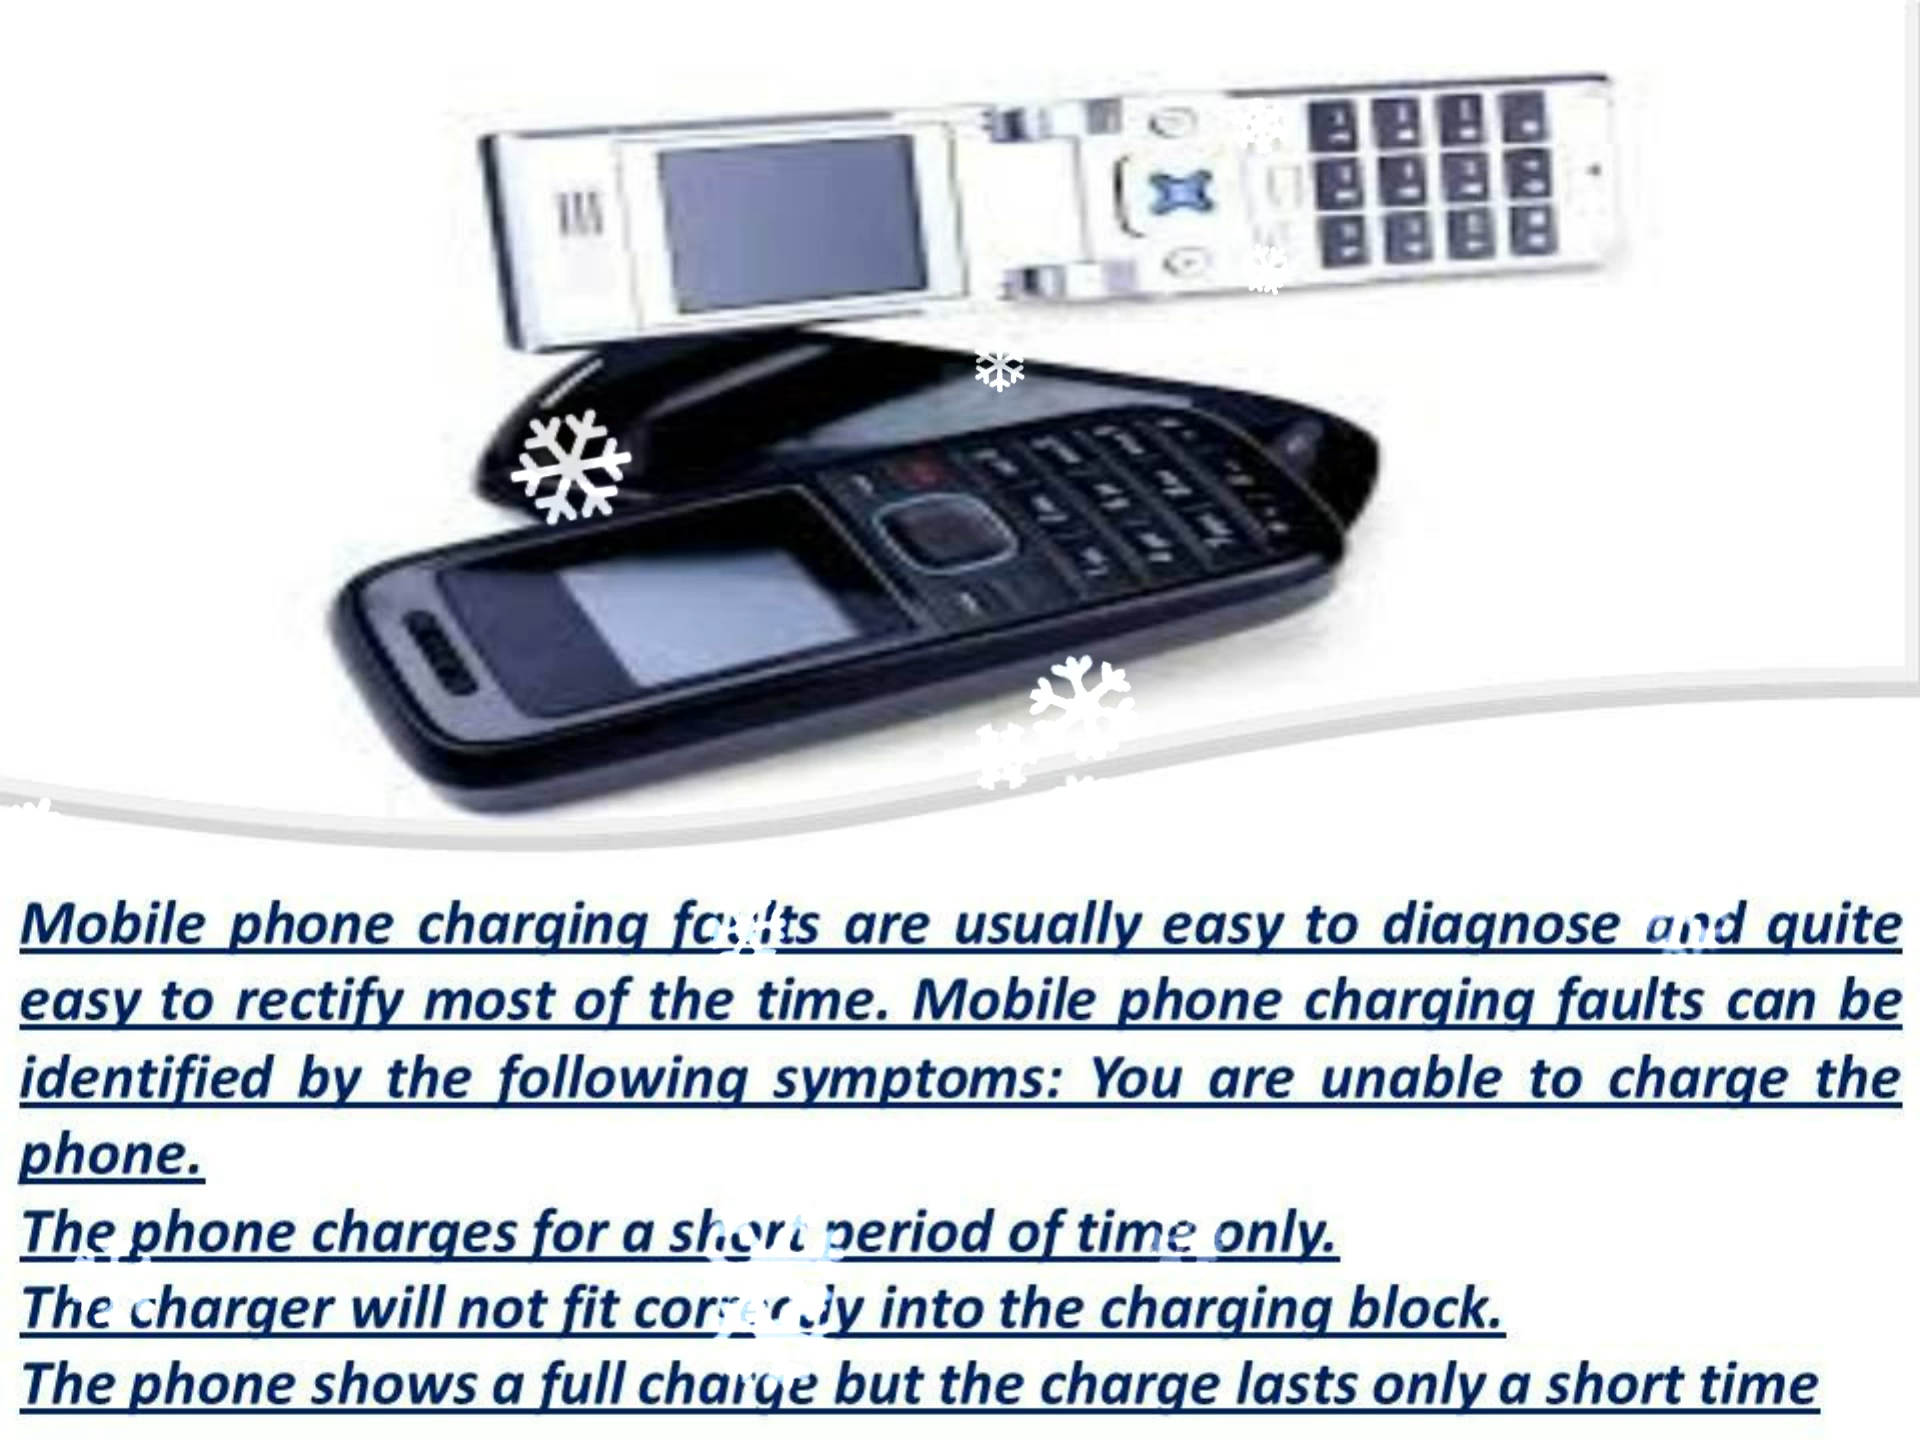 Mobile phone charging faults are usually easy to diagnose and quite
easy to rectify most of the time. Mobile phone charging faults can be
identified by the following symptoms: You are unable to charge the
phone.
The phone charges for a short period of time only.
The charger will not fit correctly into the charging block.
The phone shows a full charge but the charge lasts only a short time